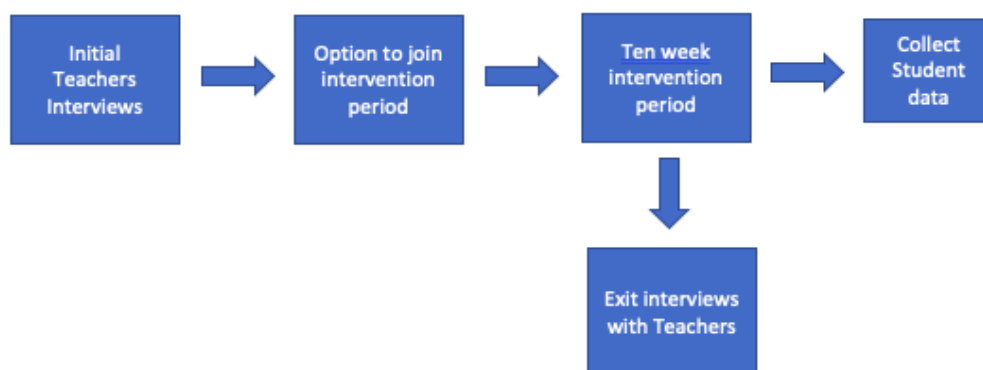 Initial
Teachers
Interviews
Option to join
intervention
period
Ten week
intervention
period
Collect
Student
data
Exit interviews
with Teachers